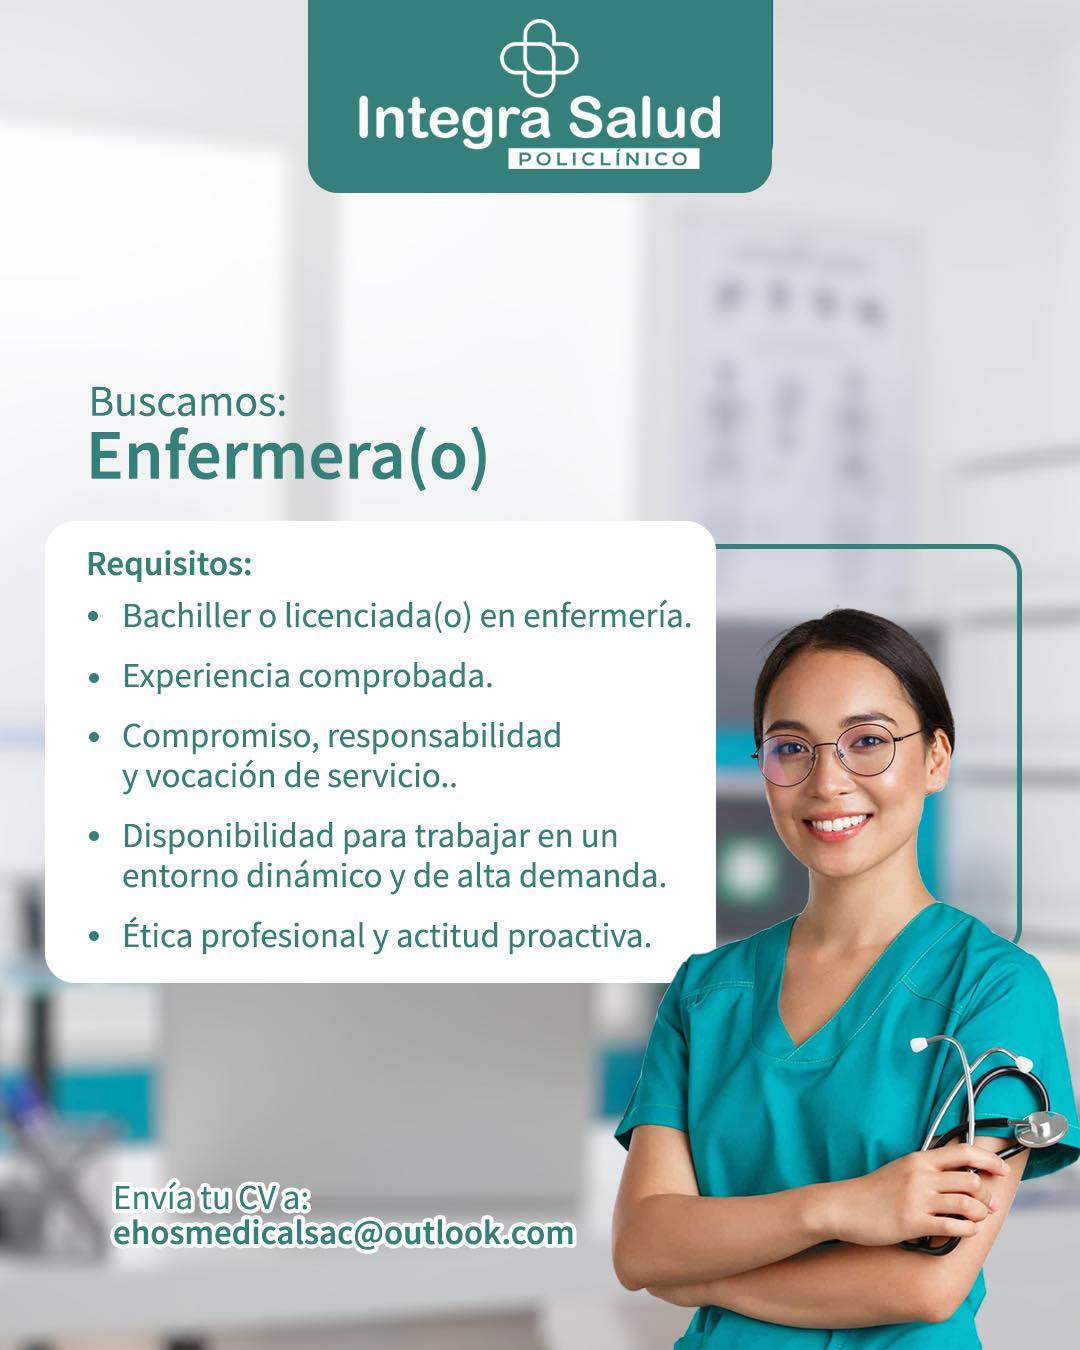 Integra Salud
POLICLÍNICO
Buscamos:
Enfermera(o)
Requisitos:
• Bachiller o licenciada(o) en enfermería.
• Experiencia comprobada.
• Compromiso, responsabilidad
y vocación de servicio..
• Disponibilidad para trabajar en un
entorno dinámico y de alta demanda.
• Ética profesional y actitud proactiva.
Envía tu CV a:
ehosmedicalsac@outlook.com